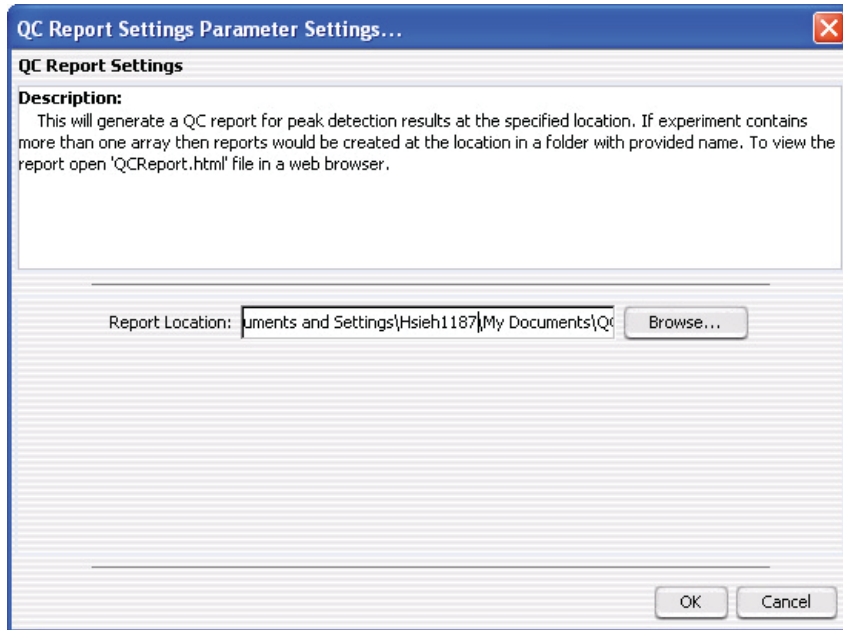 QC Report Settings Parameter Settings...
QC Report Settings
Description:
This will generate a QC report for peak detection results at the specified location. If experiment contains
more than one array then reports would be created at the location in a folder with provided name. To view the
report open 'QCReport.html' file in a web browser.
Report Location: uments and Settings\Hsieh1187\My Documents\QC Browse...
OK Cancel